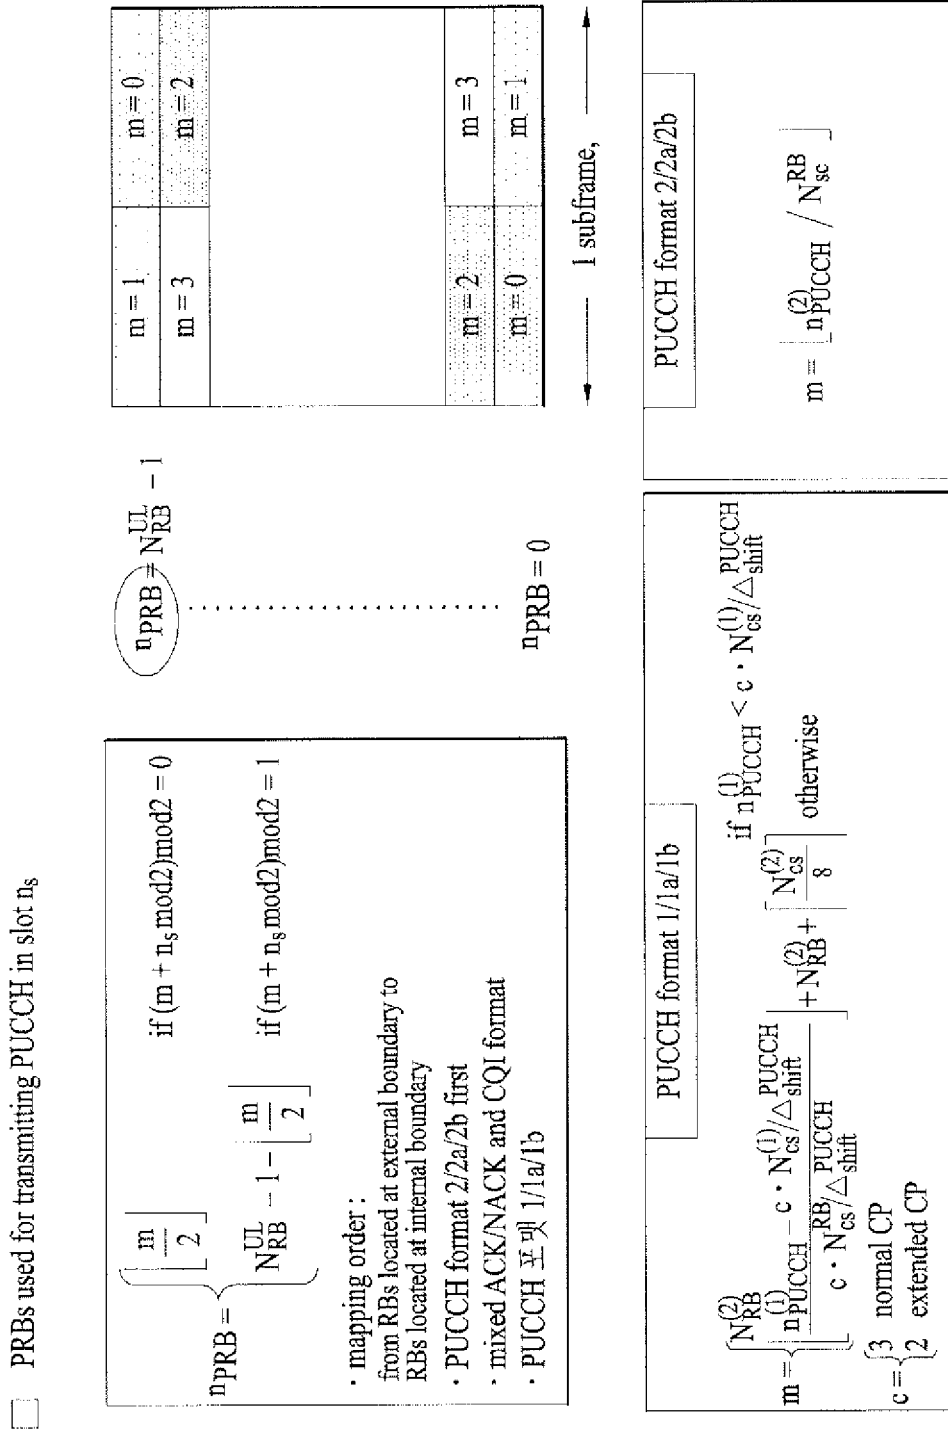 □ PRBs used for transmitting PUCCH in slot n_s
n_PRB = { ⌊m/2⌋ if (m + n_s mod2)mod2 = 0
N_RB^UL − 1 − ⌊m/2⌋ if (m + n_s mod2)mod2 = 1
· mapping order :
from RBs located at external boundary to
RBs located at internal boundary
· PUCCH format 2/2a/2b first
· mixed ACK/NACK and CQI format
· PUCCH 포맷 1/1a/1b
n_PRB = N_RB^UL − 1
n_PRB = 0
m = 1 m = 0
m = 3 m = 2
m = 2 m = 3
m = 0 m = 1
1 subframe,
PUCCH format 1/1a/1b
m = { N_RB^(2) if n_PUCCH^(1) < c · N_cs^(1)/△_shift^PUCCH
⌊(n_PUCCH^(1) − c · N_cs^(1)/△_shift^PUCCH)/(c · N_cs^RB/△_shift^PUCCH)⌋ + N_RB^(2) + ⌈N_cs^(2)/8⌉ otherwise
c = { 3 normal CP
2 extended CP
PUCCH format 2/2a/2b
m = ⌊n_PUCCH^(2) / N_sc^RB⌋